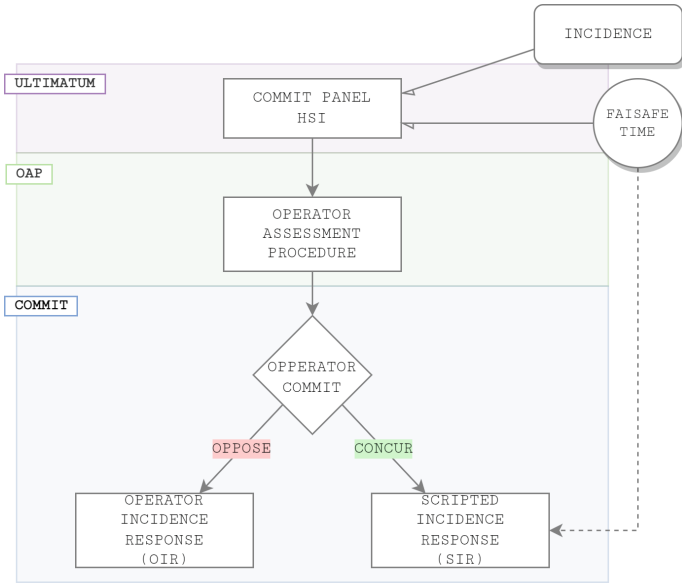 INCIDENCE
ULTIMATUM
COMMIT PANEL
HSI
FAISAFE
TIME
OAP
OPERATOR
ASSESSMENT
PROCEDURE
COMMIT
OPPERATOR
COMMIT
OPPOSE
CONCUR
OPERATOR
INCIDENCE
RESPONSE
(OIR)
SCRIPTED
INCIDENCE
RESPONSE
(SIR)